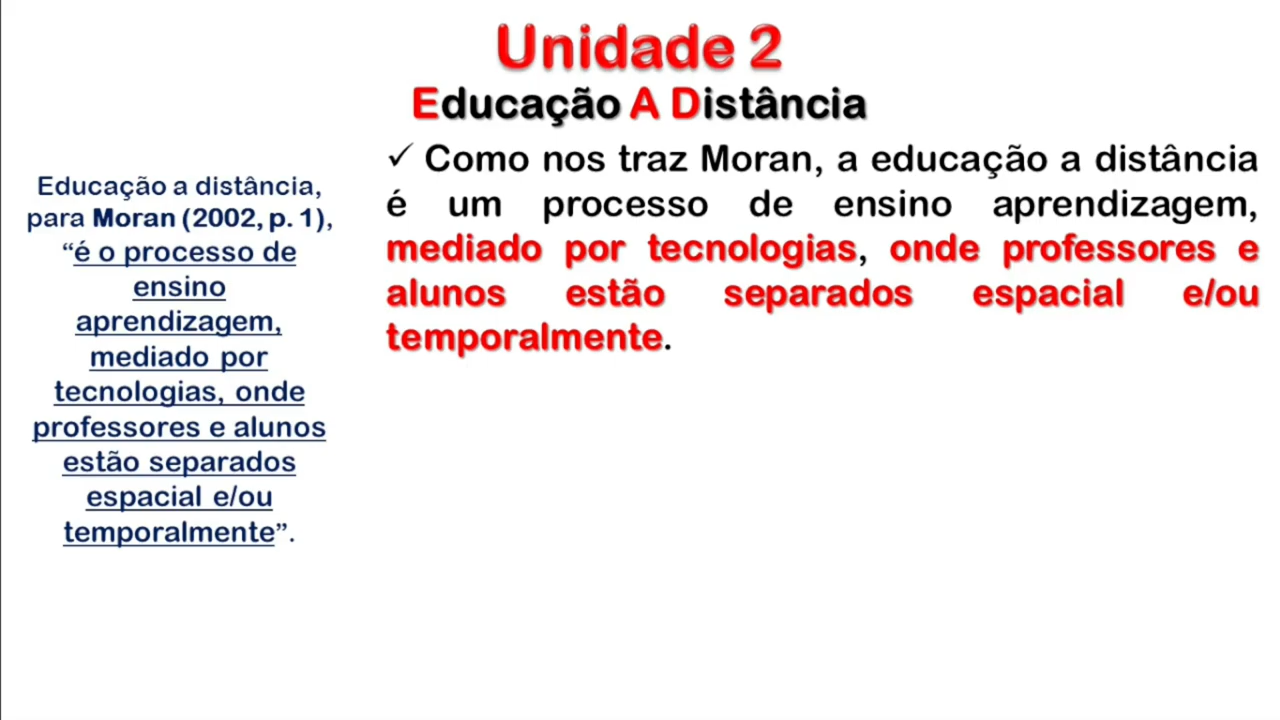 Unidade 2
Educação A Distância
Educação a distância,
para Moran (2002, p. 1),
“é o processo de
ensino
aprendizagem,
mediado por
tecnologias, onde
professores e alunos
estão separados
espacial e/ou
temporalmente”.
✓ Como nos traz Moran, a educação a distância
é um processo de ensino aprendizagem,
mediado por tecnologias, onde professores e
alunos estão separados espacial e/ou
temporalmente.